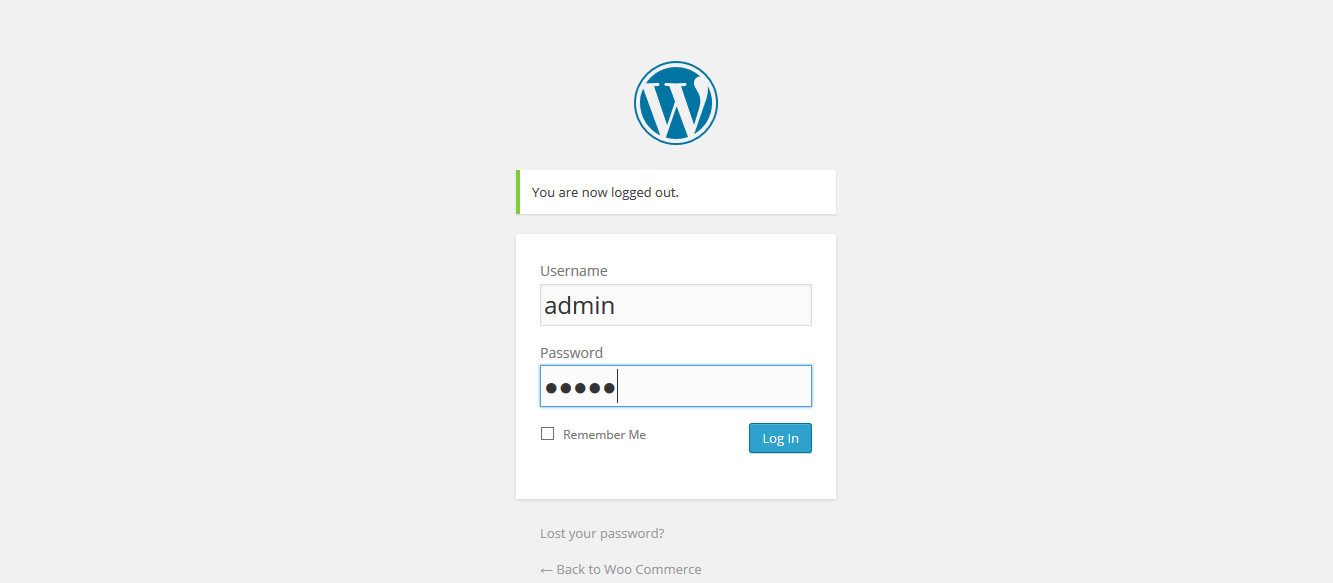 You are now logged out.
Username
admin
Password
●●●●●
Remember Me
Log In
Lost your password?
← Back to Woo Commerce